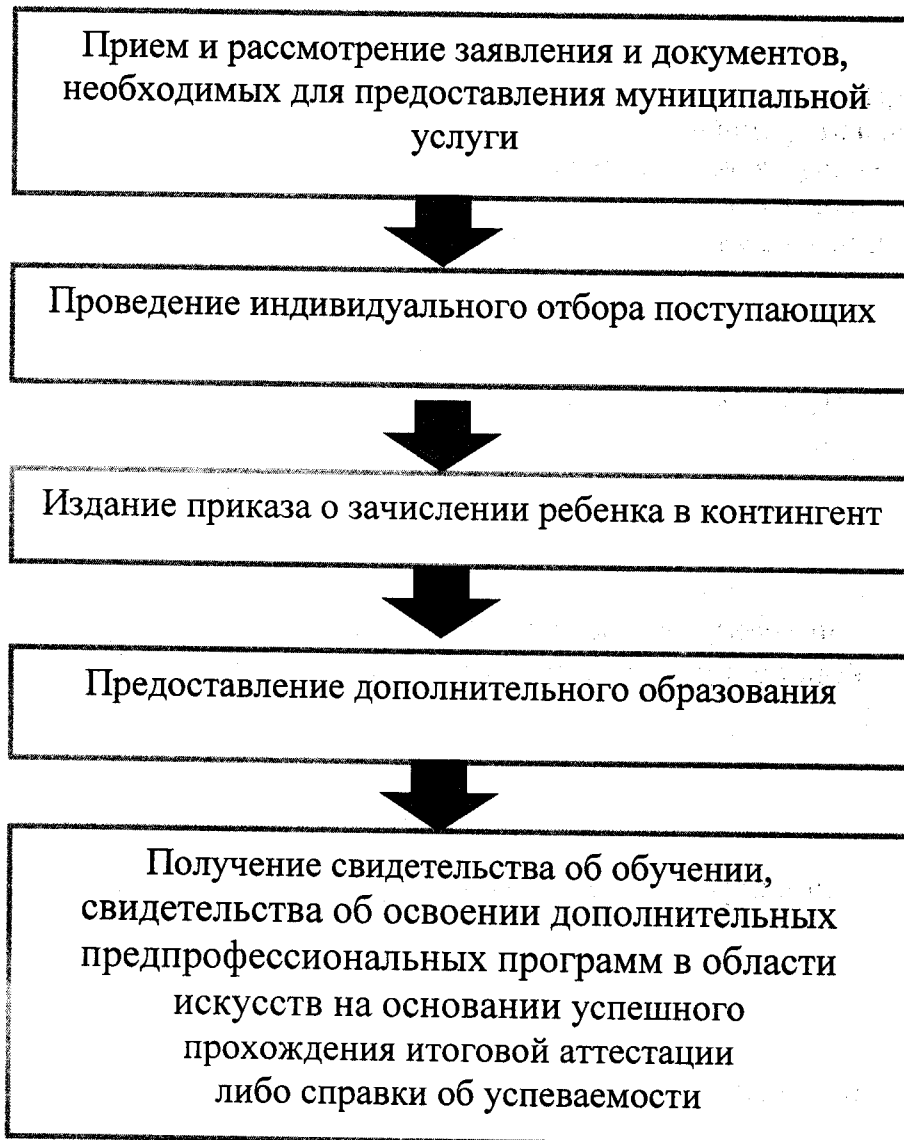 Прием и рассмотрение заявления и документов,
необходимых для предоставления муниципальной
услуги
Проведение индивидуального отбора поступающих
Издание приказа о зачислении ребенка в контингент
Предоставление дополнительного образования
Получение свидетельства об обучении,
свидетельства об освоении дополнительных
предпрофессиональных программ в области
искусств на основании успешного
прохождения итоговой аттестации
либо справки об успеваемости